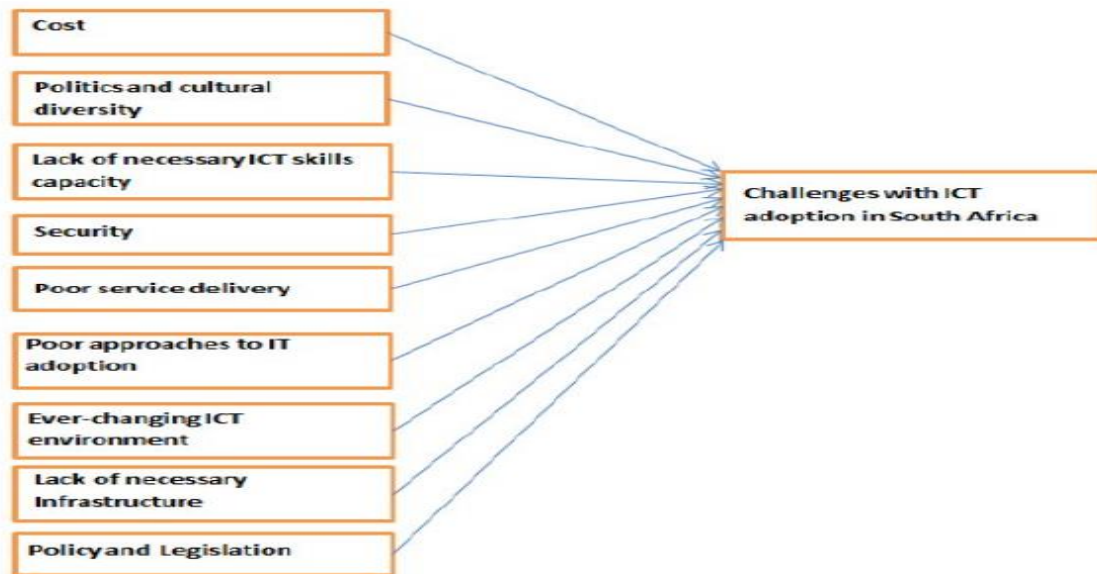 Cost
Politics and cultural
diversity
Lack of necessary ICT skills
capacity
Security
Poor service delivery
Poor approaches to IT
adoption
Ever-changing ICT
environment
Lack of necessary
Infrastructure
Policy and Legislation
Challenges with ICT
adoption in South Africa